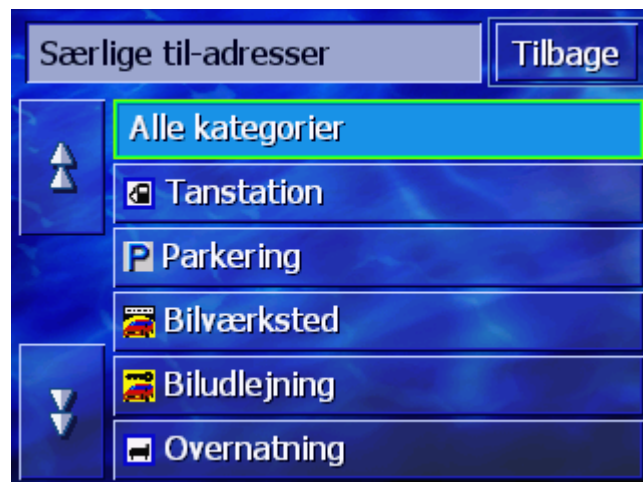 Særlige til-adresser
Tilbage
Alle kategorier
Tanstation
P Parkering
Bilværksted
Biludlejning
Overnatning